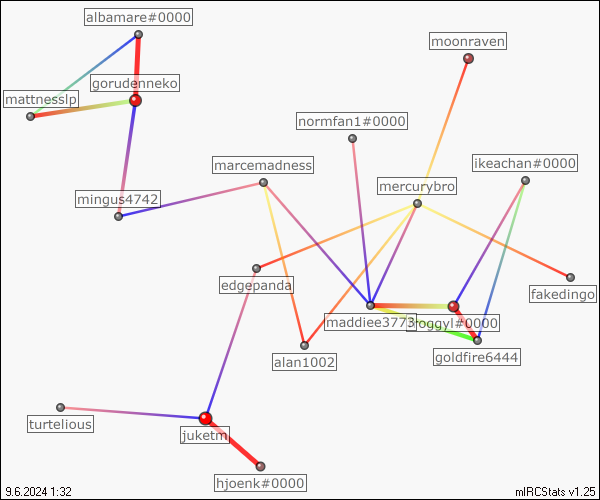 albamare#0000
moonraven
gorudenneko
mattnesslp
normfan1#0000
marcemadness
ikeachan#0000
mercurybro
mingus4742
edgepanda
fakedingo
maddiee3773
oggyl#0000
goldfire6444
alan1002
turtelious
juketm
hjoenk#0000
9.6.2024 1:32
mIRCStats v1.25